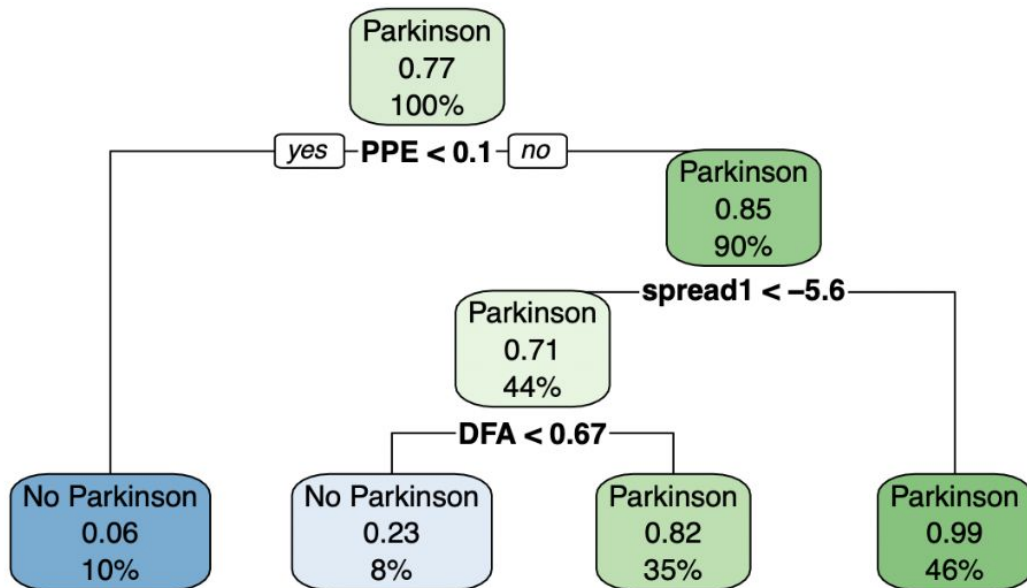 Parkinson
0.77
100%
yes PPE < 0.1 no
Parkinson
0.85
90%
spread1 < −5.6
Parkinson
0.71
44%
DFA < 0.67
No Parkinson
0.06
10%
No Parkinson
0.23
8%
Parkinson
0.82
35%
Parkinson
0.99
46%